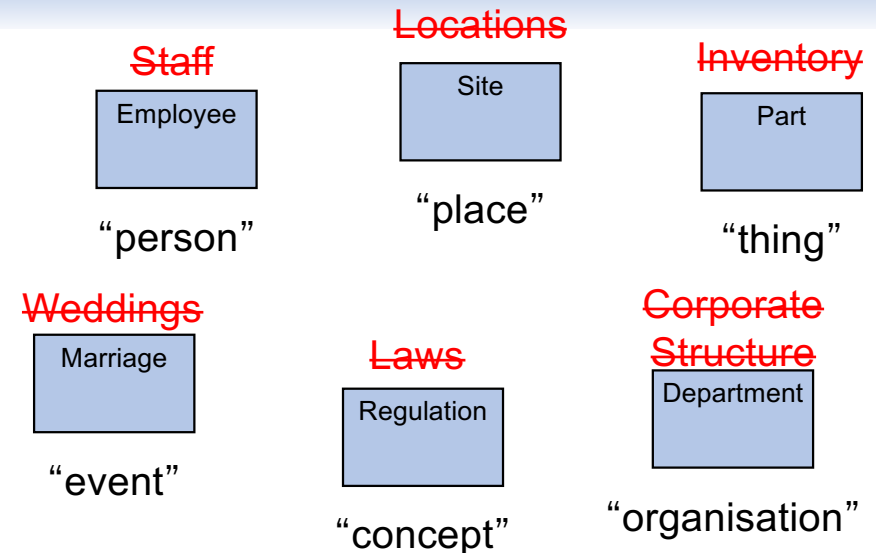 Staff
Employee
“person”
Locations
Site
“place”
Inventory
Part
“thing”
Weddings
Marriage
“event”
Laws
Regulation
“concept”
Corporate
Structure
Department
“organisation”